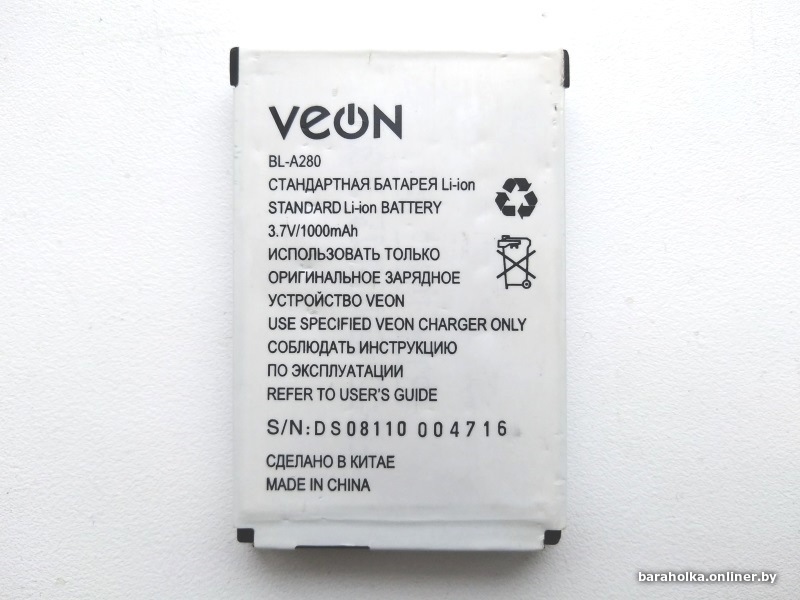 VEON
BL-A280
СТАНДАРТНАЯ БАТАРЕЯ Li-ion
STANDARD Li-ion BATTERY
3.7V/1000mAh
ИСПОЛЬЗОВАТЬ ТОЛЬКО
ОРИГИНАЛЬНОЕ ЗАРЯДНОЕ
УСТРОЙСТВО VEON
USE SPECIFIED VEON CHARGER ONLY
СОБЛЮДАТЬ ИНСТРУКЦИЮ
ПО ЭКСПЛУАТАЦИИ
REFER TO USER'S GUIDE
S/N:DS08110 004716
СДЕЛАНО В КИТАЕ
MADE IN CHINA
baraholka.onliner.by